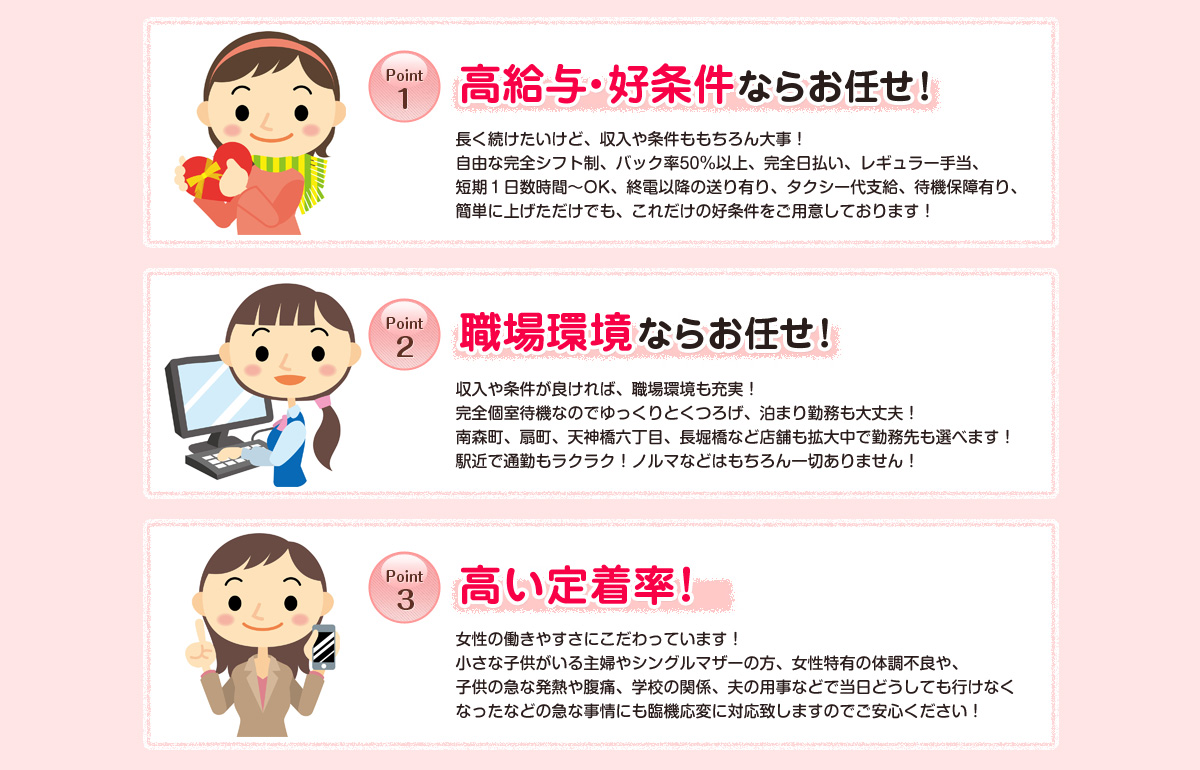 Point
1
高給与・好条件ならお任せ！
長く続けたいけど、収入や条件ももちろん大事！
自由な完全シフト制、バック率50%以上、完全日払い、レギュラー手当、
短期１日数時間～OK、終電以降の送り有り、タクシー代支給、待機保障有り、
簡単に上げただけでも、これだけの好条件をご用意しております！
Point
2
職場環境ならお任せ！
収入や条件が良ければ、職場環境も充実！
完全個室待機なのでゆっくりとくつろげ、泊まり勤務も大丈夫！
南森町、扇町、天神橋六丁目、長堀橋など店舗も拡大中で勤務先も選べます！
駅近で通勤もラクラク！ノルマなどはもちろん一切ありません！
Point
3
高い定着率！
女性の働きやすさにこだわっています！
小さな子供がいる主婦やシングルマザーの方、女性特有の体調不良や、
子供の急な発熱や腹痛、学校の関係、夫の用事などで当日どうしても行けなく
なったなどの急な事情にも臨機応変に対応致しますのでご安心ください！